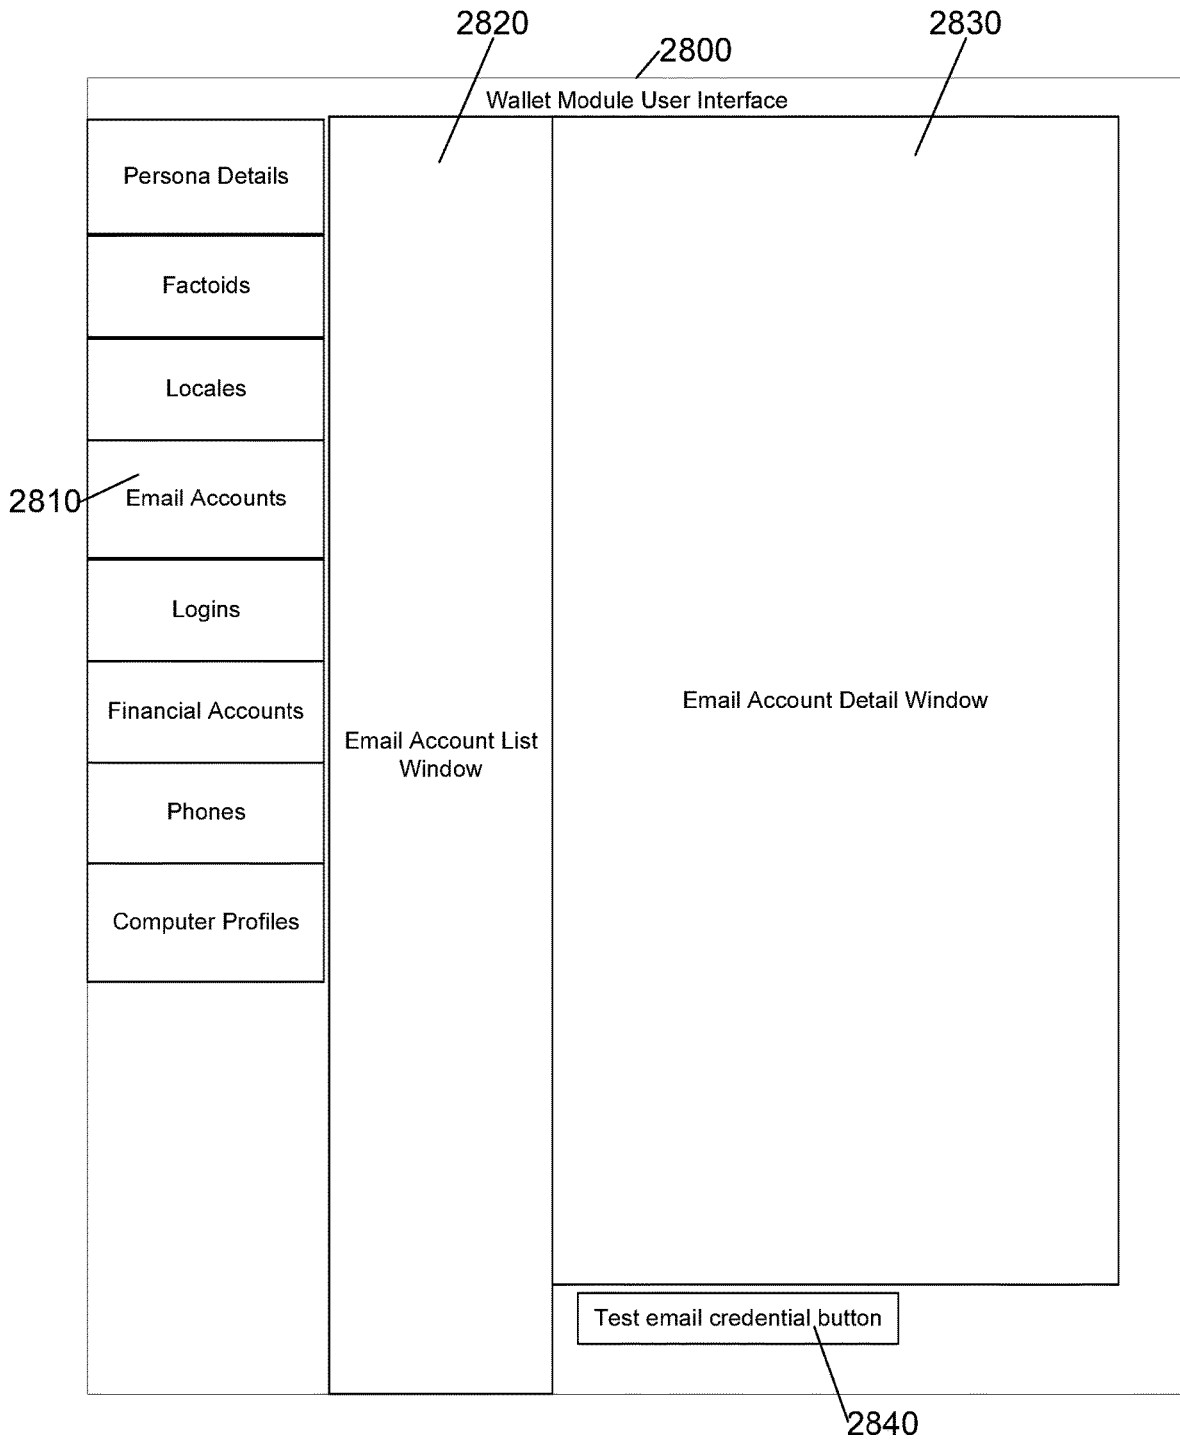 2820
2830
2800
Wallet Module User Interface
Persona Details
Factoids
Locales
2810
Email Accounts
Logins
Financial Accounts
Phones
Computer Profiles
Email Account List
Window
Email Account Detail Window
Test email credential button
2840